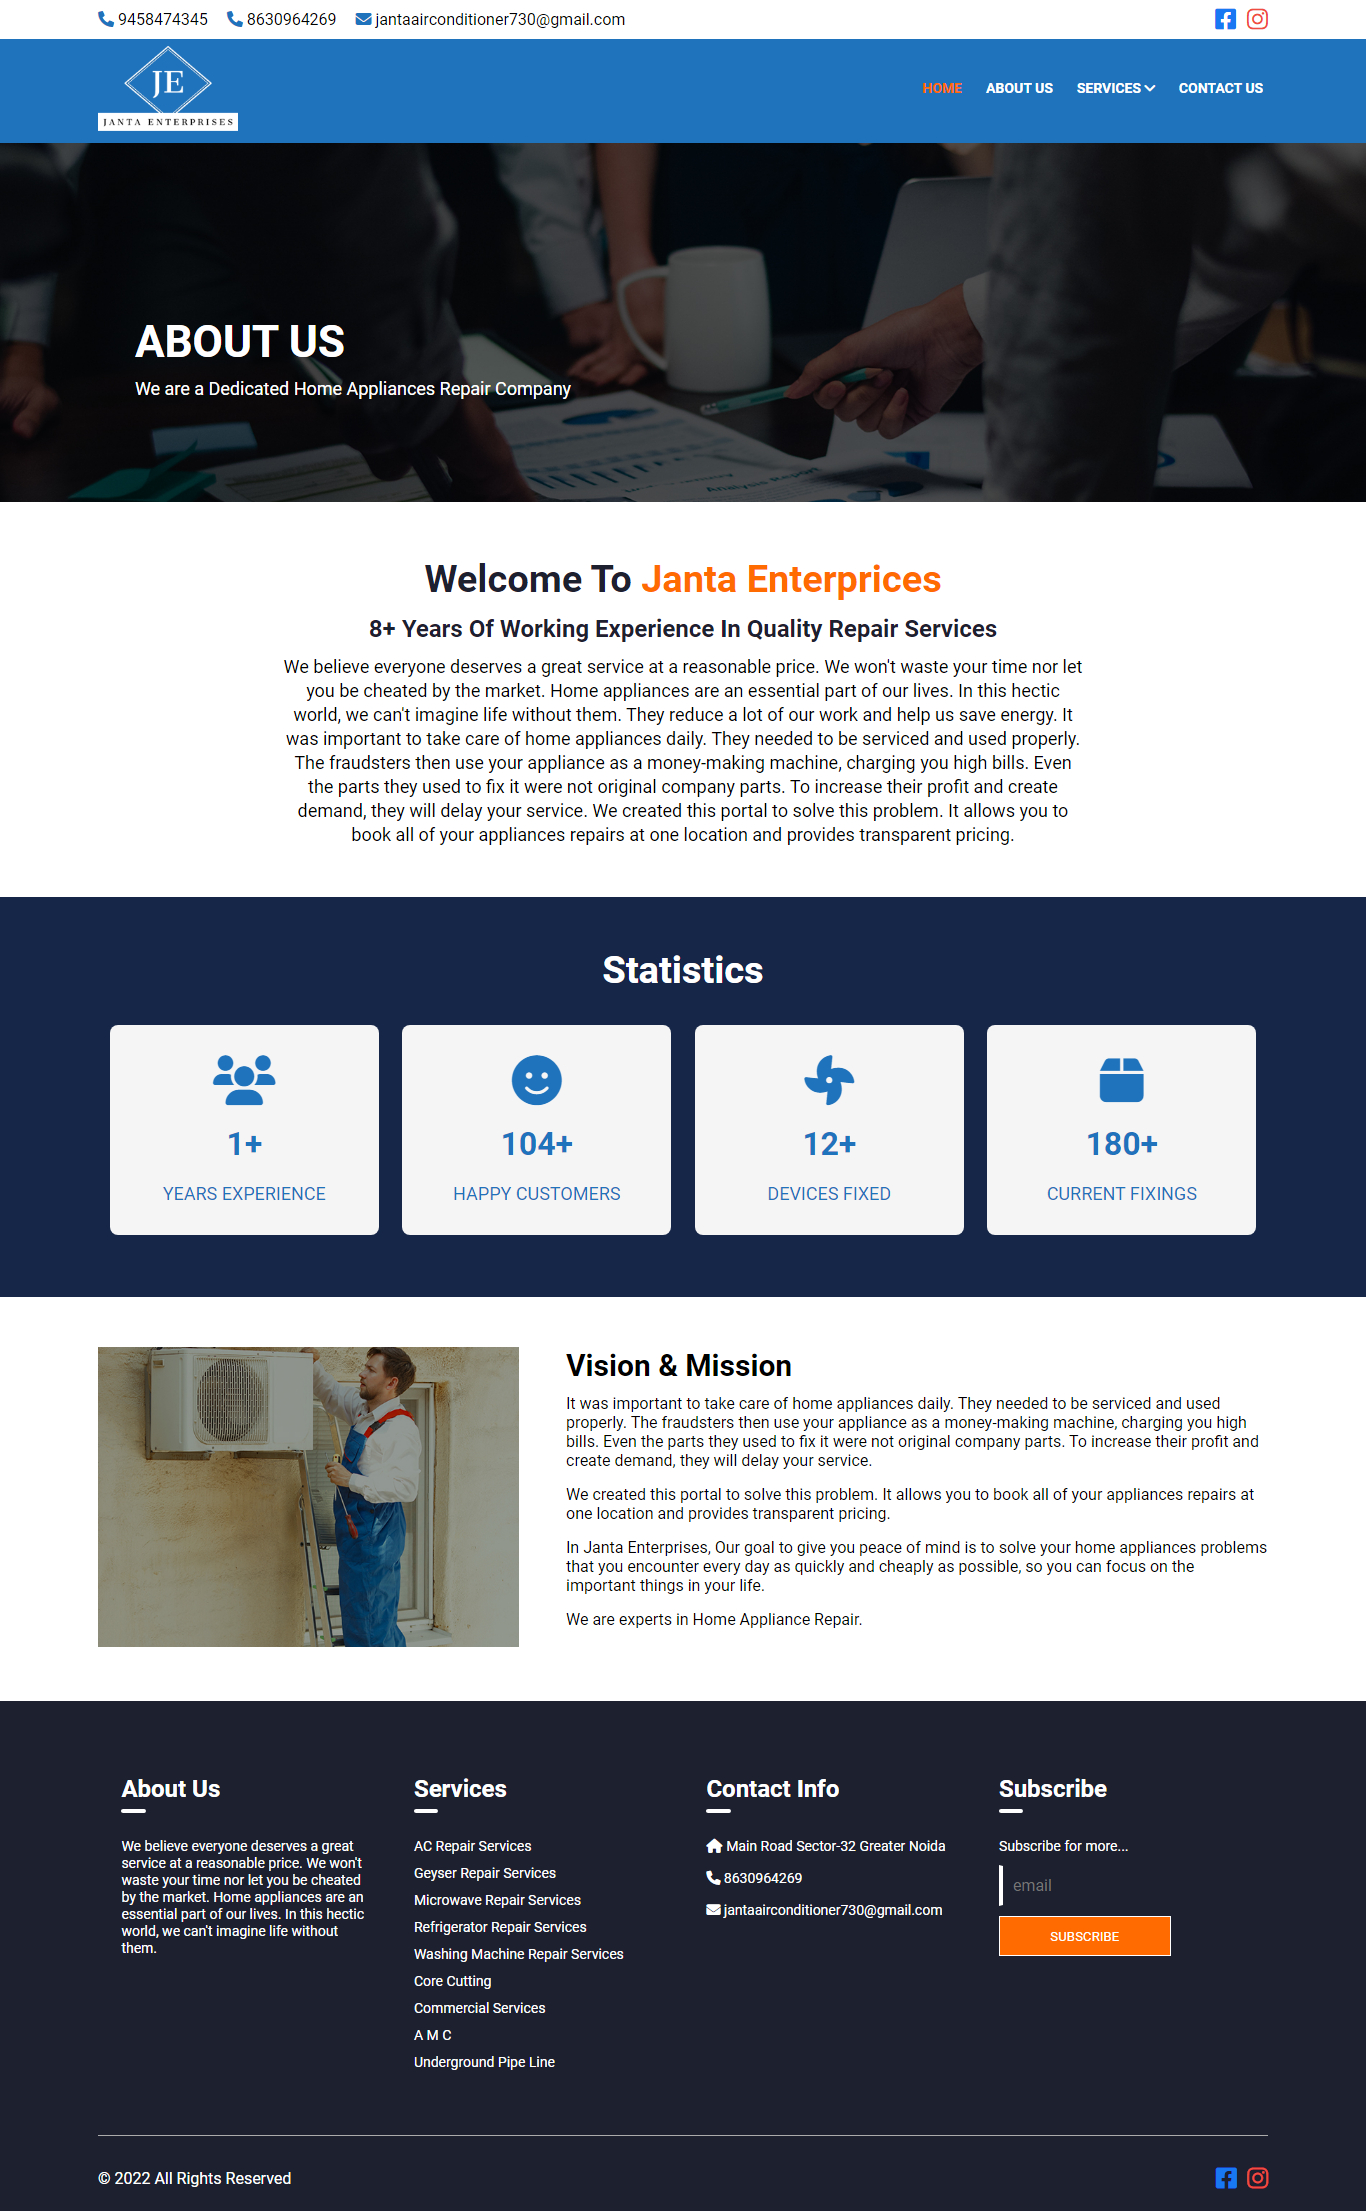 9458474345 8630964269 jantaairconditioner730@gmail.com
JE
JANTA ENTERPRISES
HOME ABOUT US SERVICES CONTACT US
ABOUT US
We are a Dedicated Home Appliances Repair Company
Welcome To Janta Enterprices
8+ Years Of Working Experience In Quality Repair Services
We believe everyone deserves a great service at a reasonable price. We won't waste your time nor let
you be cheated by the market. Home appliances are an essential part of our lives. In this hectic
world, we can't imagine life without them. They reduce a lot of our work and help us save energy. It
was important to take care of home appliances daily. They needed to be serviced and used properly.
The fraudsters then use your appliance as a money-making machine, charging you high bills. Even
the parts they used to fix it were not original company parts. To increase their profit and create
demand, they will delay your service. We created this portal to solve this problem. It allows you to
book all of your appliances repairs at one location and provides transparent pricing.
Statistics
1+
YEARS EXPERIENCE
104+
HAPPY CUSTOMERS
12+
DEVICES FIXED
180+
CURRENT FIXINGS
Vision & Mission
It was important to take care of home appliances daily. They needed to be serviced and used
properly. The fraudsters then use your appliance as a money-making machine, charging you high
bills. Even the parts they used to fix it were not original company parts. To increase their profit and
create demand, they will delay your service.
We created this portal to solve this problem. It allows you to book all of your appliances repairs at
one location and provides transparent pricing.
In Janta Enterprises, Our goal to give you peace of mind is to solve your home appliances problems
that you encounter every day as quickly and cheaply as possible, so you can focus on the
important things in your life.
We are experts in Home Appliance Repair.
About Us
We believe everyone deserves a great
service at a reasonable price. We won't
waste your time nor let you be cheated
by the market. Home appliances are an
essential part of our lives. In this hectic
world, we can't imagine life without
them.
Services
AC Repair Services
Geyser Repair Services
Microwave Repair Services
Refrigerator Repair Services
Washing Machine Repair Services
Core Cutting
Commercial Services
A M C
Underground Pipe Line
Contact Info
Main Road Sector-32 Greater Noida
8630964269
jantaairconditioner730@gmail.com
Subscribe
Subscribe for more...
email
SUBSCRIBE
© 2022 All Rights Reserved